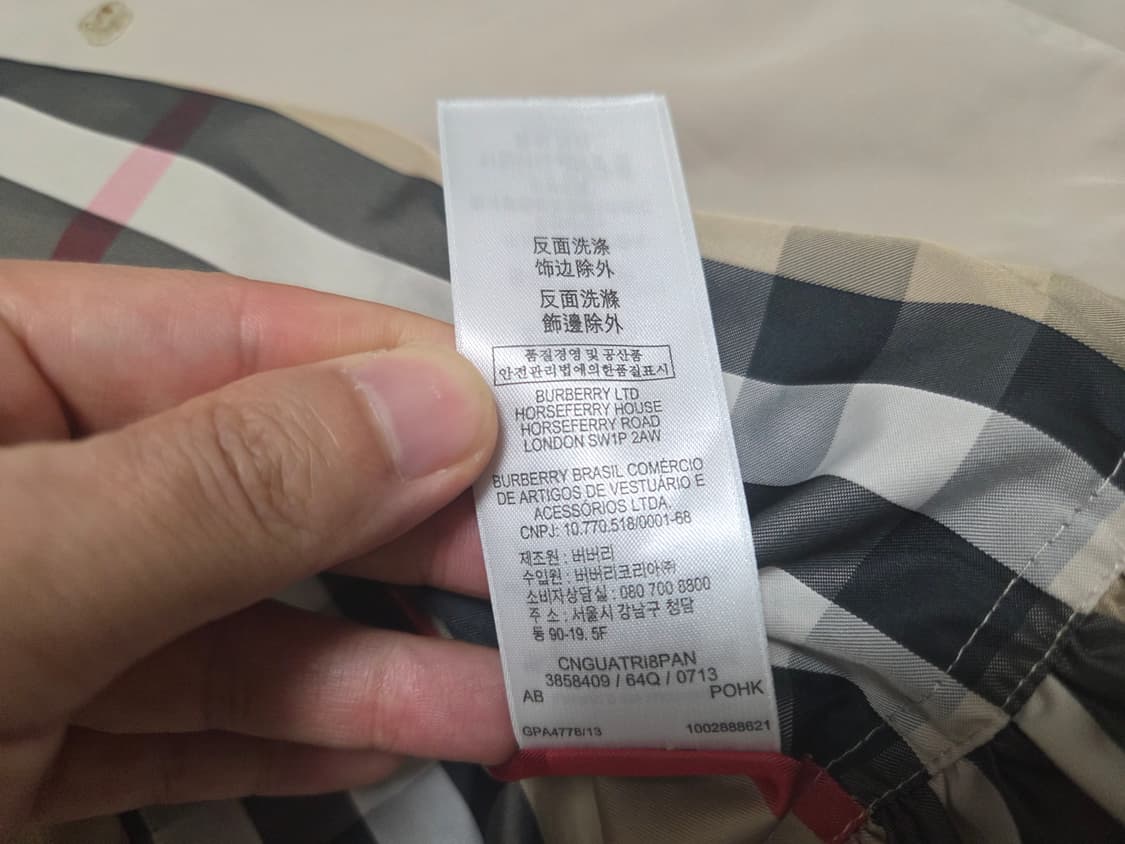 反面洗涤
饰边除外
反面洗滌
飾邊除外
품질경영 및 공산품
안전관리법에의한품질표시
BURBERRY LTD
HORSEFERRY HOUSE
HORSEFERRY ROAD
LONDON SW1P 2AW
BURBERRY BRASIL COMÉRCIO
DE ARTIGOS DE VESTUÁRIO E
ACESSÓRIOS LTDA.
CNPJ: 10.770.518/0001-68
제조원 : 버버리
수입원 : 버버리코리아㈜
소비자상담실 : 080 700 8800
주 소 : 서울시 강남구 청담
동 90-19. 5F
CNGUATRI8PAN
3858409 / 64Q / 0713
AB POHK
GPA4778/13 1002888621